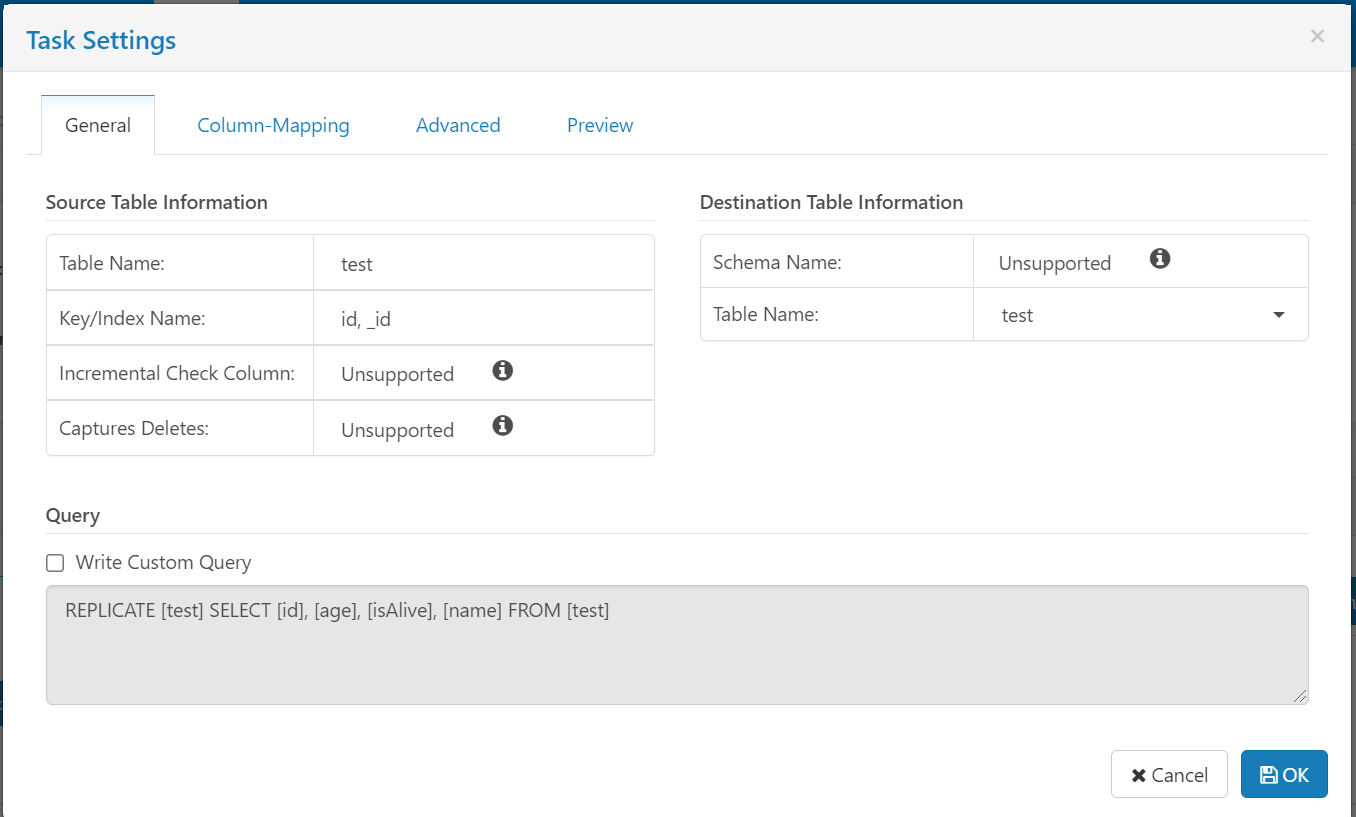 Task Settings
×
General
Column-Mapping
Advanced
Preview
Source Table Information
Table Name:
test
Key/Index Name:
id, _id
Incremental Check Column:
Unsupported
Captures Deletes:
Unsupported
Destination Table Information
Schema Name:
Unsupported
Table Name:
test
Query
Write Custom Query
REPLICATE [test] SELECT [id], [age], [isAlive], [name] FROM [test]
Cancel
OK